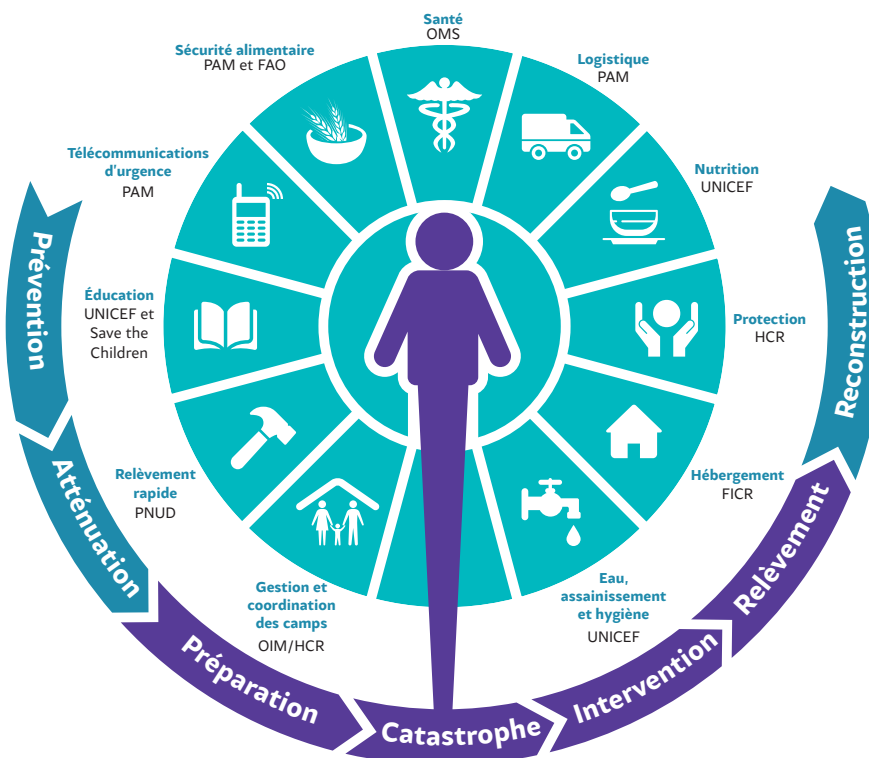 Santé
OMS
Logistique
PAM
Nutrition
UNICEF
Protection
HCR
Hébergement
FICR
Eau,
assainissement
et hygiène
UNICEF
Gestion et
coordination
des camps
OIM/HCR
Relèvement
rapide
PNUD
Éducation
UNICEF et
Save the
Children
Télécommunications
d'urgence
PAM
Sécurité alimentaire
PAM et FAO
Prévention
Atténuation
Préparation
Catastrophe
Intervention
Relèvement
Reconstruction